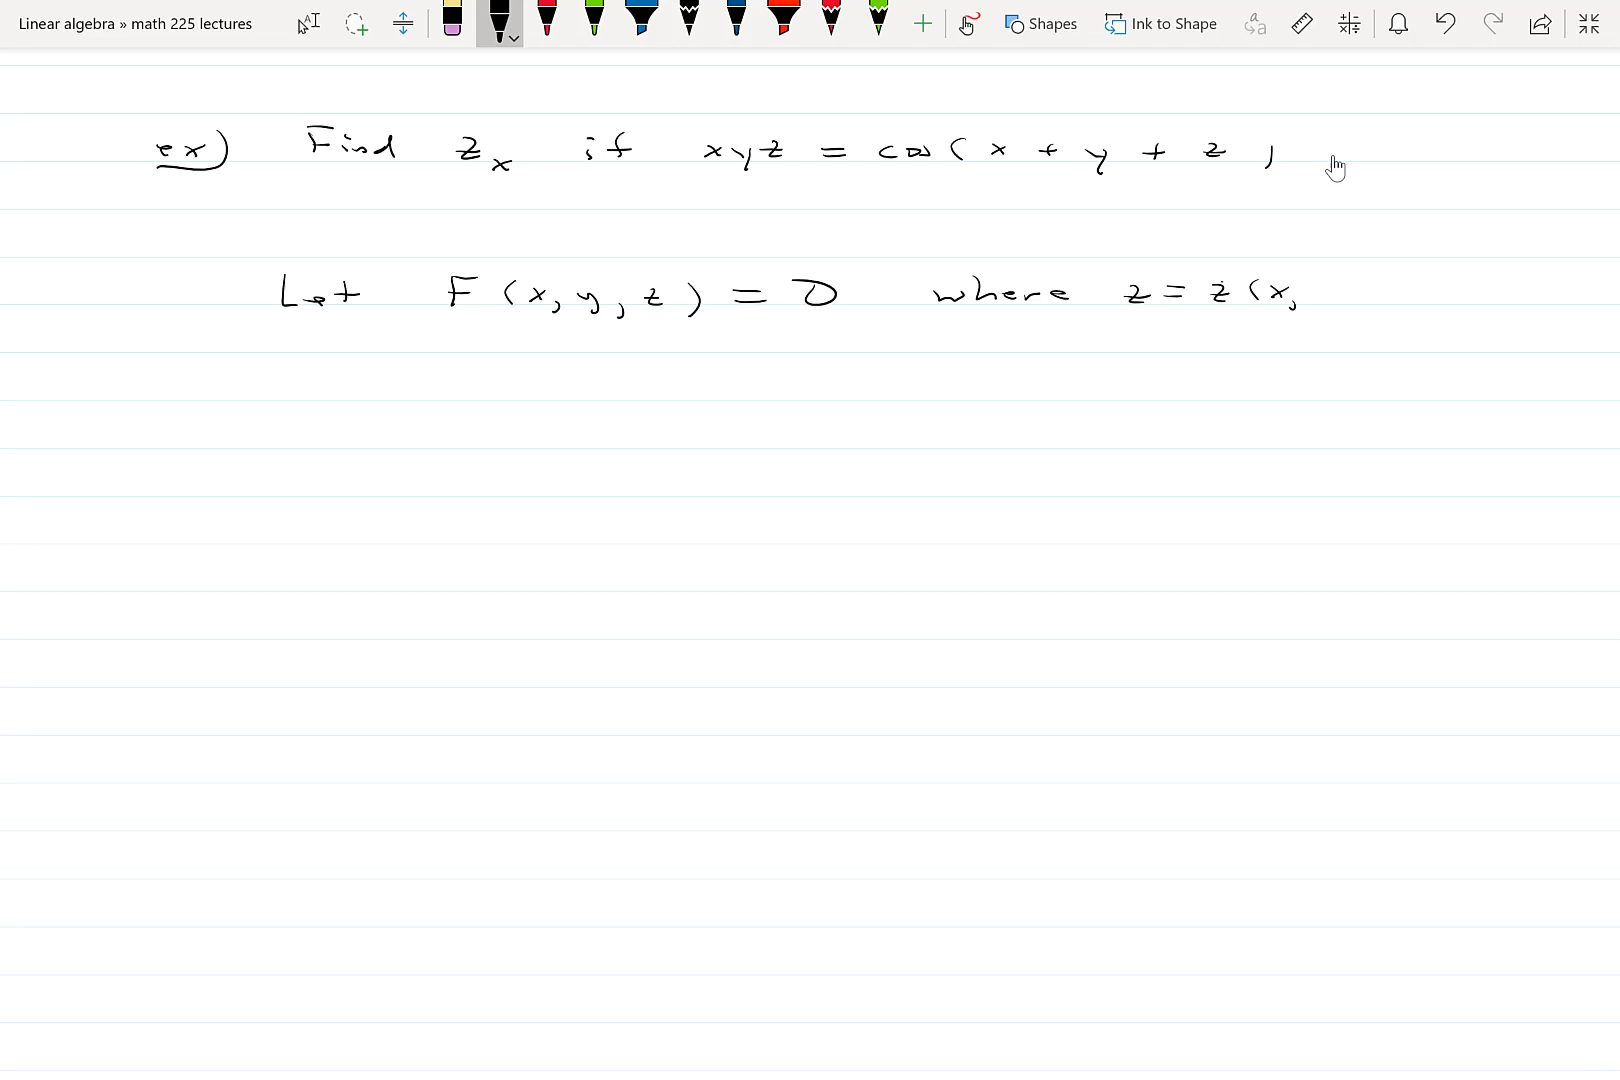 Linear algebra » math 225 lectures Shapes Ink to Shape
ex) Find z_x if xyz = cos(x + y + z)
Let F(x, y, z) = 0 where z = z(x,